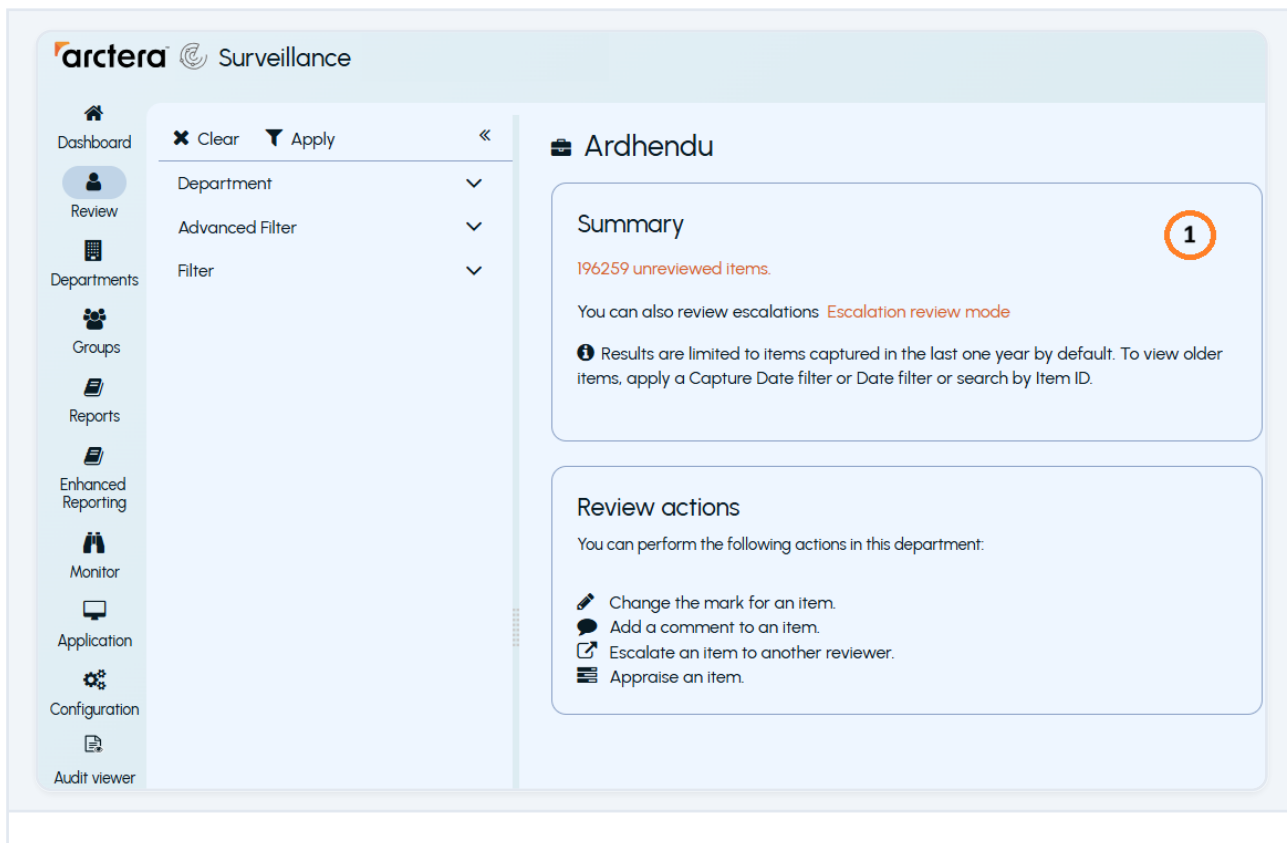 arctera Surveillance
Dashboard
Review
Departments
Groups
Reports
Enhanced
Reporting
Monitor
Application
Configuration
Audit viewer
Clear Apply
Department
Advanced Filter
Filter
Ardhendu
Summary
1
196259 unreviewed items.
You can also review escalations Escalation review mode
Results are limited to items captured in the last one year by default. To view older
items, apply a Capture Date filter or Date filter or search by Item ID.
Review actions
You can perform the following actions in this department:
Change the mark for an item.
Add a comment to an item.
Escalate an item to another reviewer.
Appraise an item.